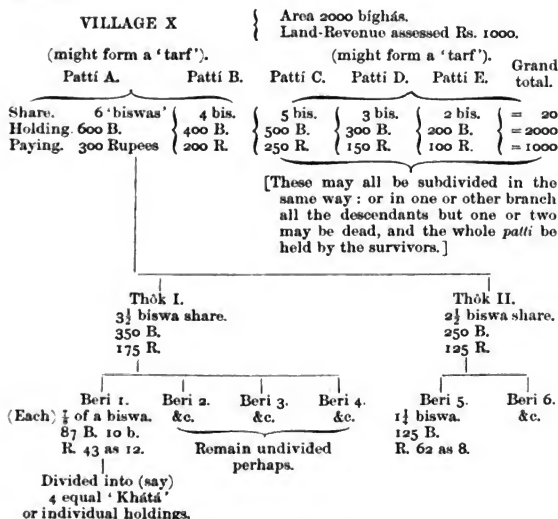 VILLAGE X
Area 2000 bíghás.
Land-Revenue assessed Rs. 1000.
(might form a 'tarf'). (might form a 'tarf').
Pattí A. Pattí B. Pattí C. Pattí D. Pattí E. Grand total.
Share. 6 'biswas' 4 bis. 5 bis. 3 bis. 2 bis. = 20
Holding. 600 B. 400 B. 500 B. 300 B. 200 B. = 2000
Paying. 300 Rupees 200 R. 250 R. 150 R. 100 R. = 1000
[These may all be subdivided in the
same way : or in one or other branch
all the descendants but one or two
may be dead, and the whole patti be
held by the survivors.]
Thôk I. Thôk II.
3½ biswa share. 2½ biswa share.
350 B. 250 B.
175 R. 125 R.
Beri 1. Beri 2. Beri 3. Beri 4. Beri 5. Beri 6.
(Each) ⅞ of a biswa. &c. &c. &c. 1¼ biswa. &c.
87 B. 10 b. Remain undivided 125 B.
R. 43 as 12. perhaps. R. 62 as 8.
Divided into (say)
4 equal 'Khátá'
or individual holdings.